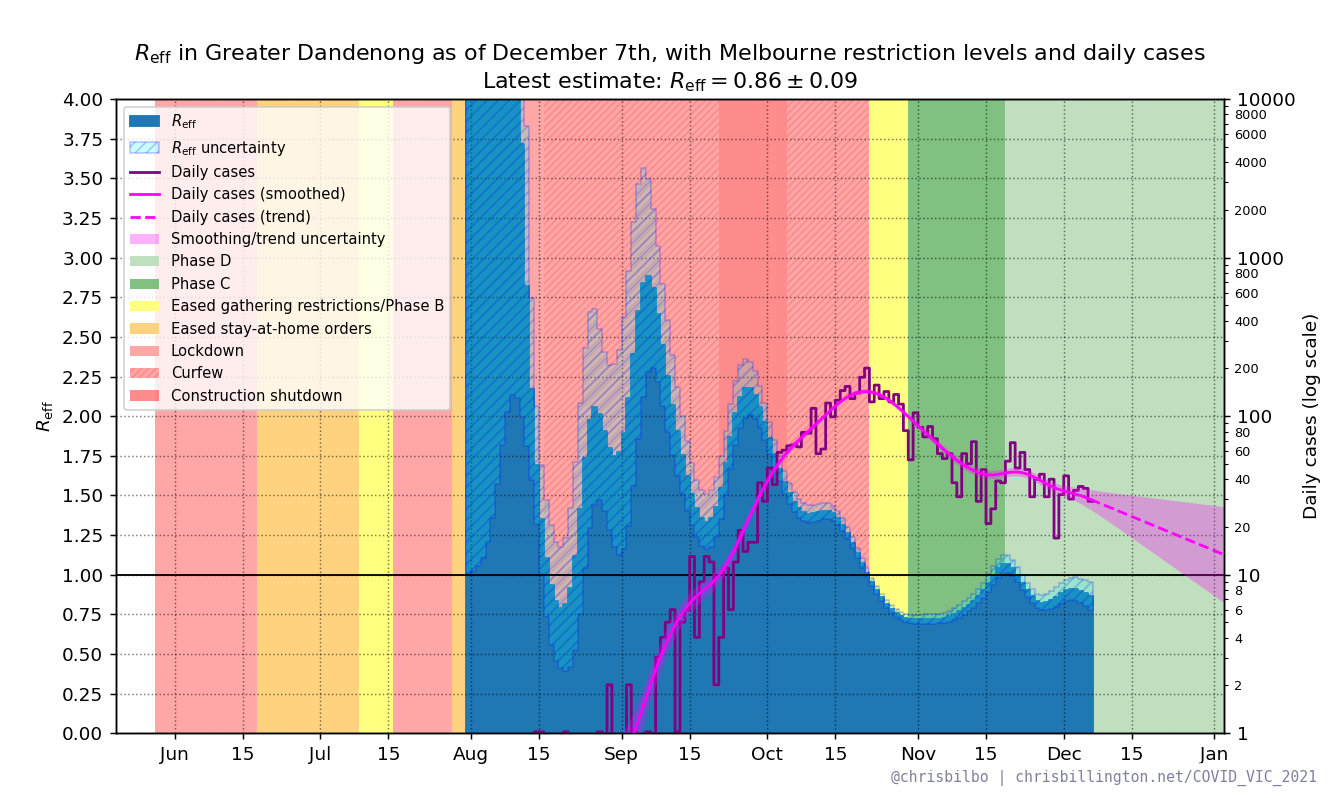 R_eff in Greater Dandenong as of December 7th, with Melbourne restriction levels and daily cases
Latest estimate: R_eff = 0.86 ± 0.09
4.00
3.75
3.50
3.25
3.00
2.75
2.50
2.25
2.00
1.75
1.50
1.25
1.00
0.75
0.50
0.25
0.00
R_eff
R_eff
R_eff uncertainty
Daily cases
Daily cases (smoothed)
Daily cases (trend)
Smoothing/trend uncertainty
Phase D
Phase C
Eased gathering restrictions/Phase B
Eased stay-at-home orders
Lockdown
Curfew
Construction shutdown
10000
8000
6000
4000
2000
1000
800
600
400
200
100
80
60
40
20
10
8
6
4
2
1
Daily cases (log scale)
Jun 15 Jul 15 Aug 15 Sep 15 Oct 15 Nov 15 Dec 15 Jan
@chrisbilbo | chrisbillington.net/COVID_VIC_2021